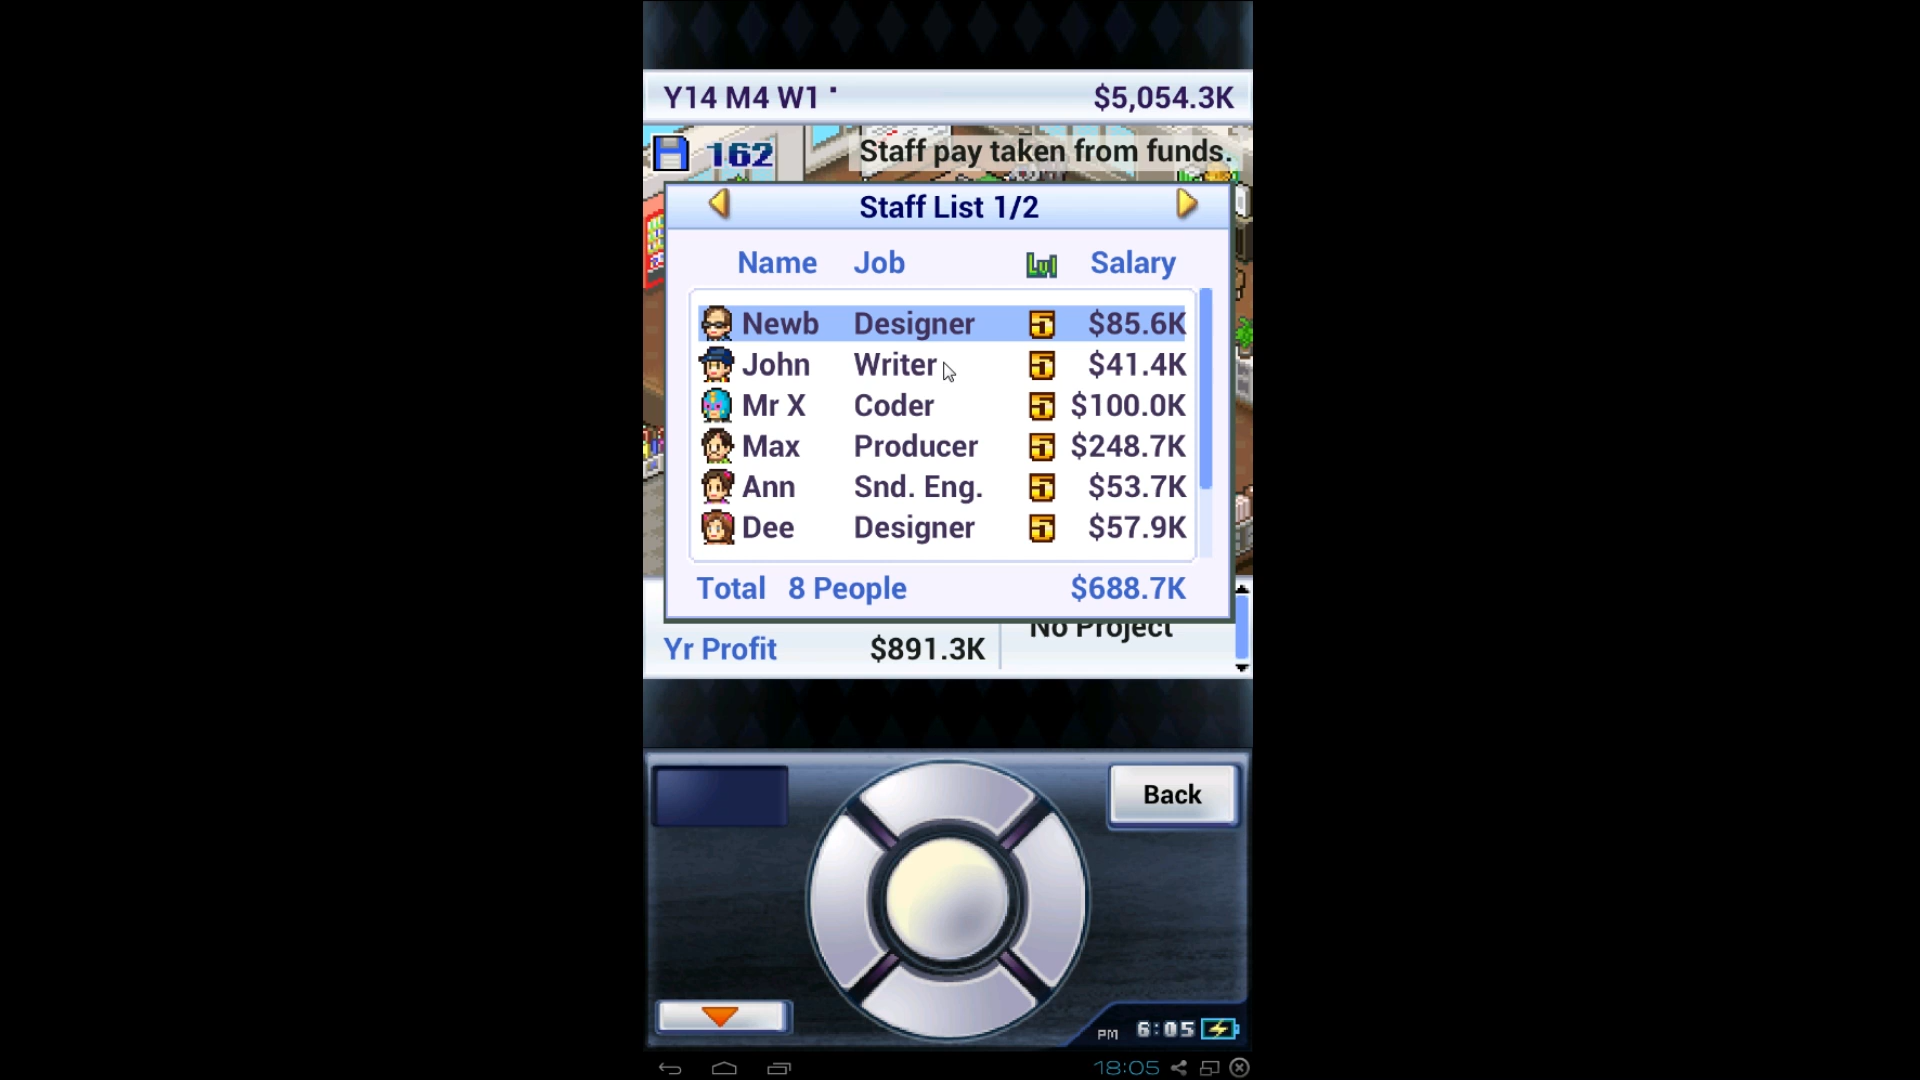 Y14 M4 W1 $5,054.3K
162 Staff pay taken from funds.
Staff List 1/2
Name Job Lvl Salary
Newb Designer 5 $85.6K
John Writer 5 $41.4K
Mr X Coder 5 $100.0K
Max Producer 5 $248.7K
Ann Snd. Eng. 5 $53.7K
Dee Designer 5 $57.9K
Total 8 People $688.7K
No Project
Yr Profit $891.3K
Back
PM 6:05
18:05